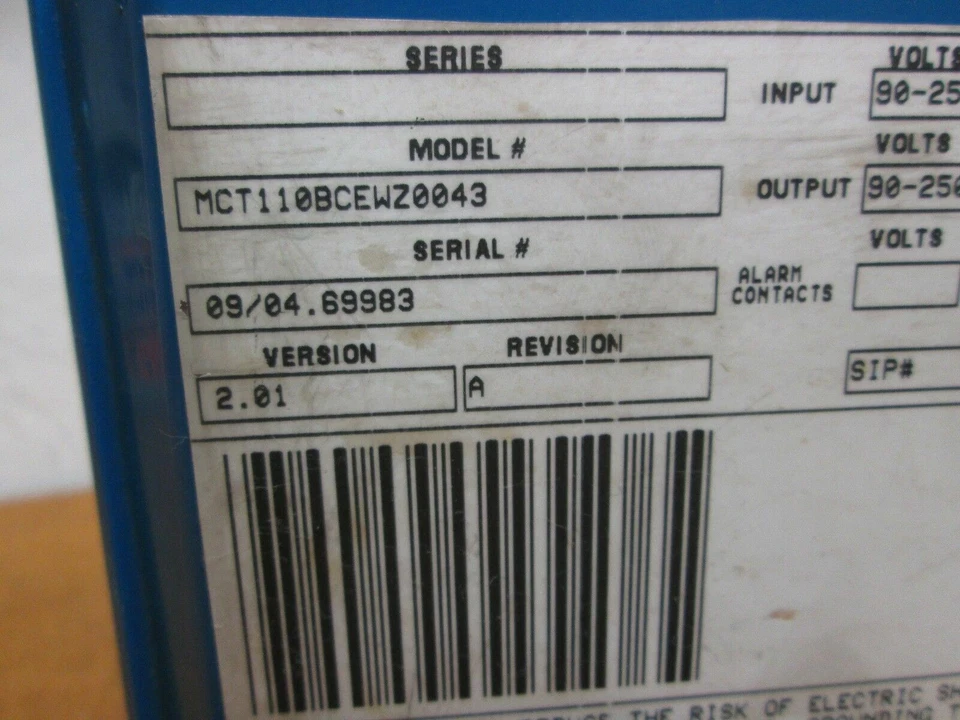 SERIES
VOLTS
INPUT
90-25
MODEL #
VOLTS
MCT110BCEWZ0043
OUTPUT
90-250
SERIAL #
VOLTS
09/04.69983
ALARM
CONTACTS
VERSION
REVISION
2.01
A
SIP#
THE RISK OF ELECTRIC SH